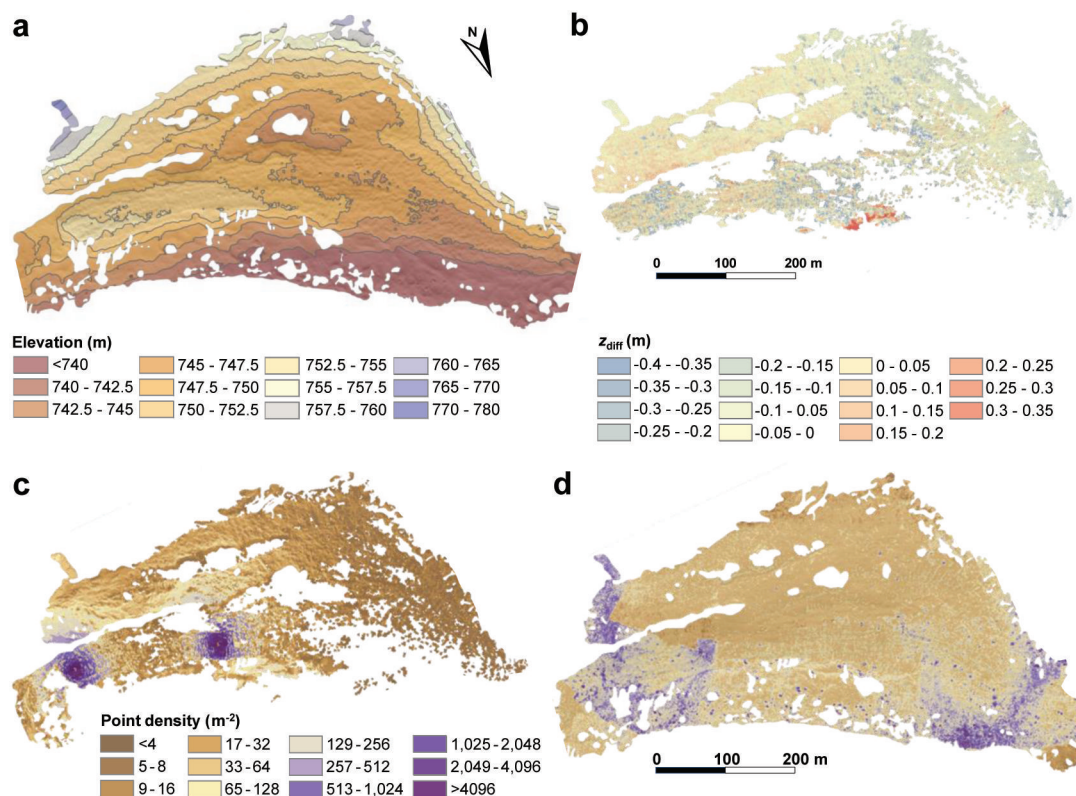 a
N
b
0 100 200 m
Elevation (m)
<740 745 - 747.5 752.5 - 755 760 - 765
740 - 742.5 747.5 - 750 755 - 757.5 765 - 770
742.5 - 745 750 - 752.5 757.5 - 760 770 - 780
zdiff (m)
-0.4 - -0.35 -0.2 - -0.15 0 - 0.05 0.2 - 0.25
-0.35 - -0.3 -0.15 - -0.1 0.05 - 0.1 0.25 - 0.3
-0.3 - -0.25 -0.1 - 0.05 0.1 - 0.15 0.3 - 0.35
-0.25 - -0.2 -0.05 - 0 0.15 - 0.2
c
d
Point density (m-2)
<4 17 - 32 129 - 256 1,025 - 2,048
5 - 8 33 - 64 257 - 512 2,049 - 4,096
9 - 16 65 - 128 513 - 1,024 >4096
0 100 200 m